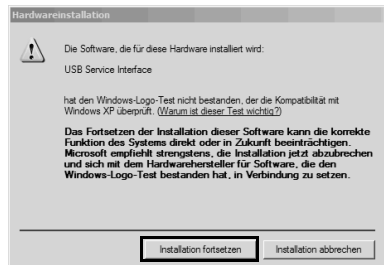 Hardwareinstallation
Die Software, die für diese Hardware installiert wird:
USB Service Interface
hat den Windows-Logo-Test nicht bestanden, der die Kompatibilität mit
Windows XP überprüft. (Warum ist dieser Test wichtig?)
Das Fortsetzen der Installation dieser Software kann die korrekte
Funktion des Systems direkt oder in Zukunft beeinträchtigen.
Microsoft empfiehlt strengstens, die Installation jetzt abzubrechen
und sich mit dem Hardwarehersteller für Software, die den
Windows-Logo-Test bestanden hat, in Verbindung zu setzen.
Installation fortsetzen Installation abbrechen